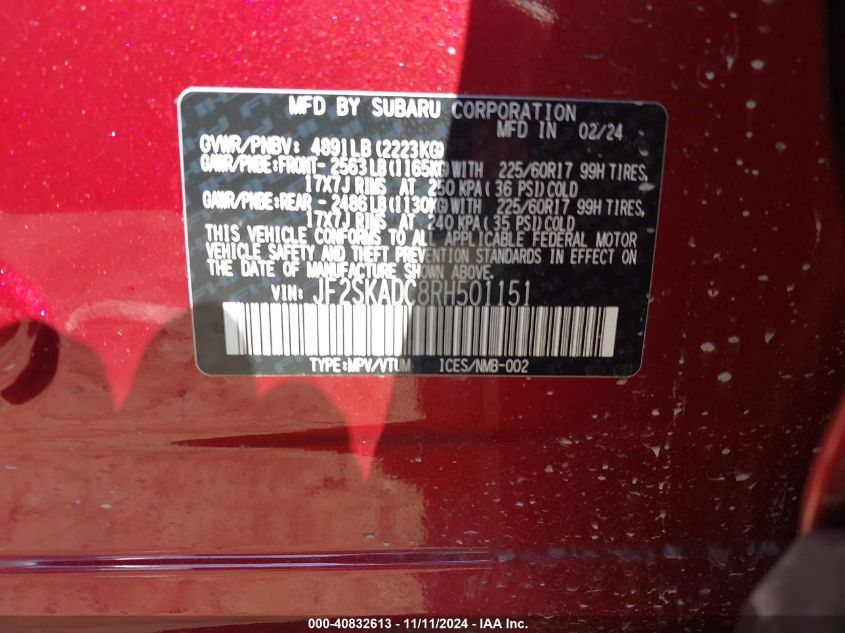 MFD BY SUBARU CORPORATION
MFD IN 02/24
GVWR/PNBV: 4891LB (2223KG)
GAWR/PNBE:FRONT- 2563LB(1165KG)WITH 225/60R17 99H TIRES,
17X7J RIMS AT 250 KPA( 36 PSI)COLD
GAWR/PNBE:REAR - 2486LB(1130KG)WITH 225/60R17 99H TIRES,
17X7J RIMS AT 240 KPA( 35 PSI)COLD
THIS VEHICLE CONFORMS TO ALL APPLICABLE FEDERAL MOTOR
VEHICLE SAFETY AND THEFT PREVENTION STANDARDS IN EFFECT ON
THE DATE OF MANUFACTURE SHOWN ABOVE.
VIN: JF2SKADC8RH501151
TYPE:MPV/VTUM ICES/NMB-002
000-40832613 - 11/11/2024 - IAA Inc.